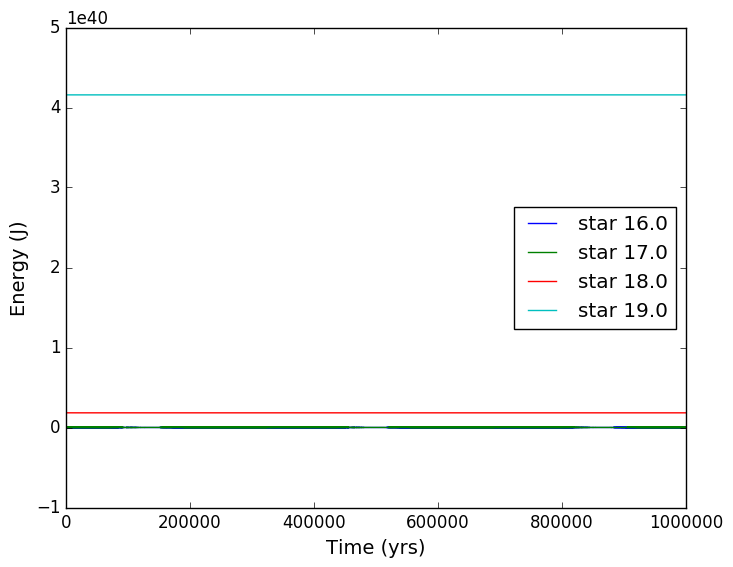 1e40
5
4
3
2
1
0
−1
Energy (J)
star 16.0
star 17.0
star 18.0
star 19.0
0 200000 400000 600000 800000 1000000
Time (yrs)